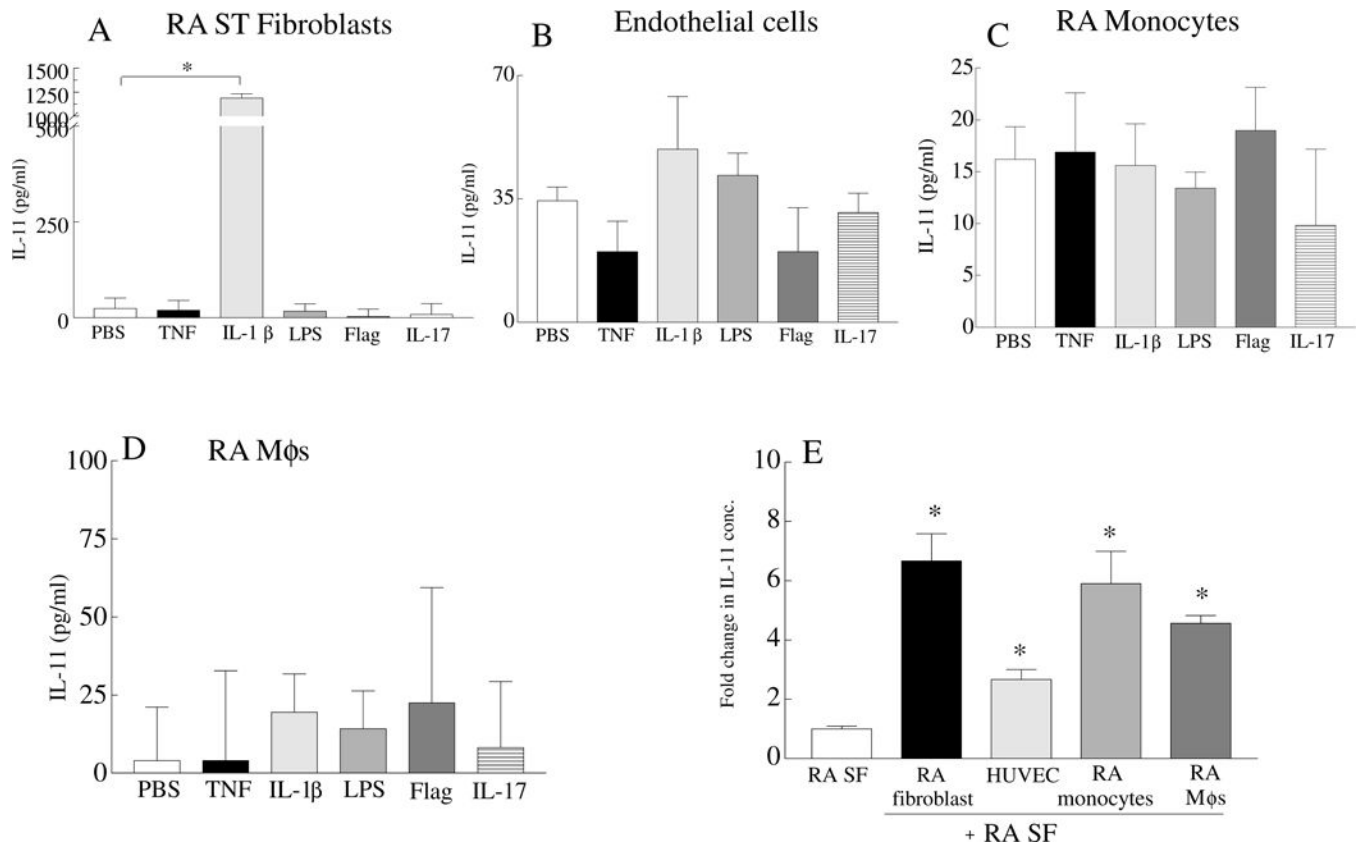 A RA ST Fibroblasts
1500
1250
1000
500
250
0
IL-11 (pg/ml)
*
PBS TNF IL-1 β LPS Flag IL-17
B Endothelial cells
70
35
0
IL-11 (pg/ml)
PBS TNF IL-1β LPS Flag IL-17
C RA Monocytes
25
20
15
10
5
0
IL-11 (pg/ml)
PBS TNF IL-1β LPS Flag IL-17
D RA Mϕs
100
75
50
25
0
IL-11 (pg/ml)
PBS TNF IL-1β LPS Flag IL-17
E
10
8
6
4
2
0
Fold change in IL-11 conc.
* * * *
RA SF RA HUVEC RA RA
fibroblast monocytes Mϕs
+ RA SF